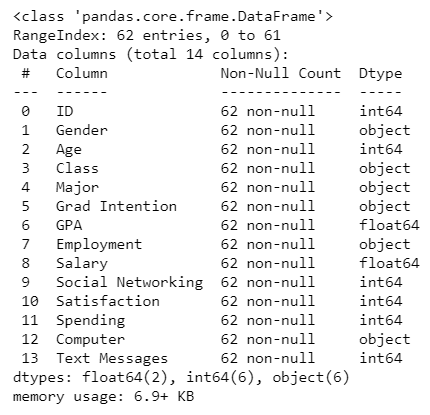 <class 'pandas.core.frame.DataFrame'>
RangeIndex: 62 entries, 0 to 61
Data columns (total 14 columns):
 #   Column             Non-Null Count  Dtype
---  ------             --------------  -----
 0   ID                 62 non-null     int64
 1   Gender             62 non-null     object
 2   Age                62 non-null     int64
 3   Class              62 non-null     object
 4   Major              62 non-null     object
 5   Grad Intention     62 non-null     object
 6   GPA                62 non-null     float64
 7   Employment         62 non-null     object
 8   Salary             62 non-null     float64
 9   Social Networking  62 non-null     int64
 10  Satisfaction       62 non-null     int64
 11  Spending           62 non-null     int64
 12  Computer           62 non-null     object
 13  Text Messages      62 non-null     int64
dtypes: float64(2), int64(6), object(6)
memory usage: 6.9+ KB